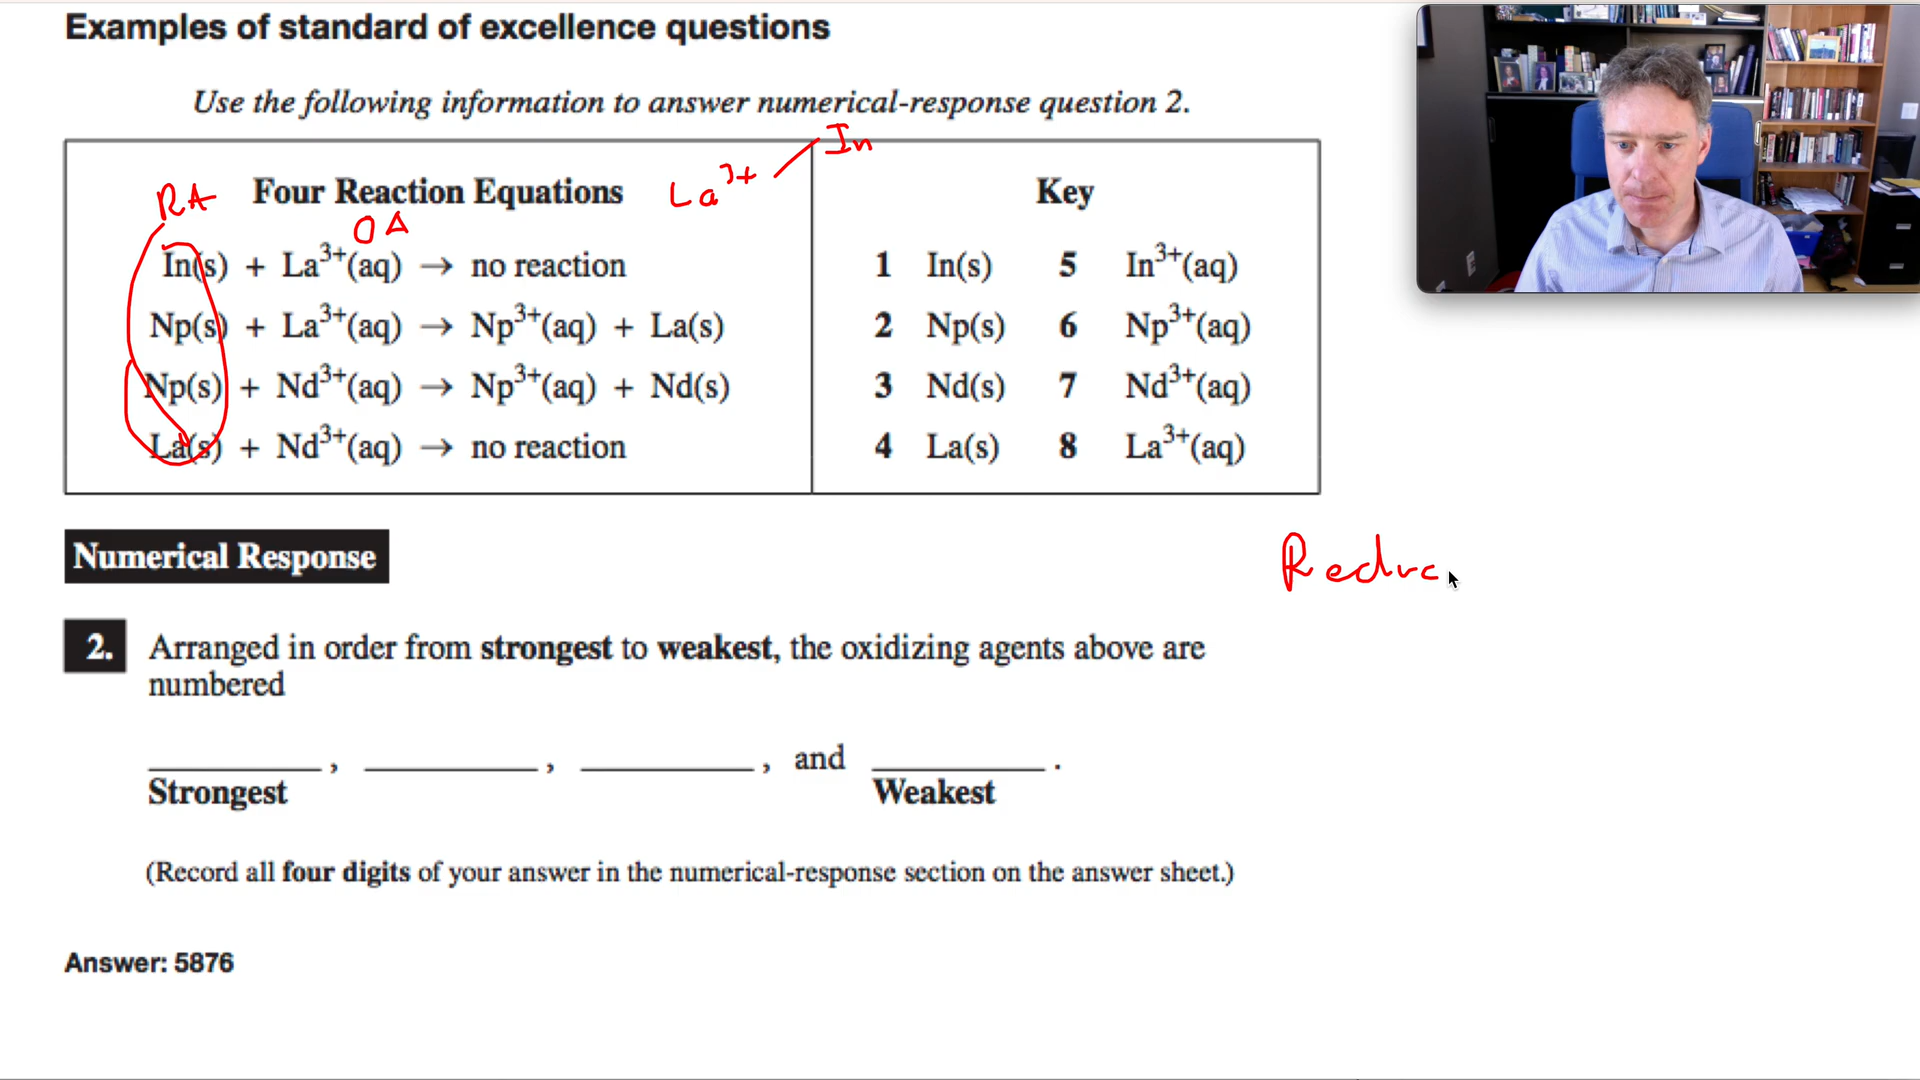 Examples of standard of excellence questions
Use the following information to answer numerical-response question 2.
In
La³⁺
RA
Four Reaction Equations
OA
In(s) + La³⁺(aq) → no reaction
Np(s) + La³⁺(aq) → Np³⁺(aq) + La(s)
Np(s) + Nd³⁺(aq) → Np³⁺(aq) + Nd(s)
La(s) + Nd³⁺(aq) → no reaction
Key
1 In(s) 5 In³⁺(aq)
2 Np(s) 6 Np³⁺(aq)
3 Nd(s) 7 Nd³⁺(aq)
4 La(s) 8 La³⁺(aq)
Reduc
Numerical Response
2. Arranged in order from strongest to weakest, the oxidizing agents above are
numbered
__________ , __________ , __________ , and __________ .
Strongest Weakest
(Record all four digits of your answer in the numerical-response section on the answer sheet.)
Answer: 5876